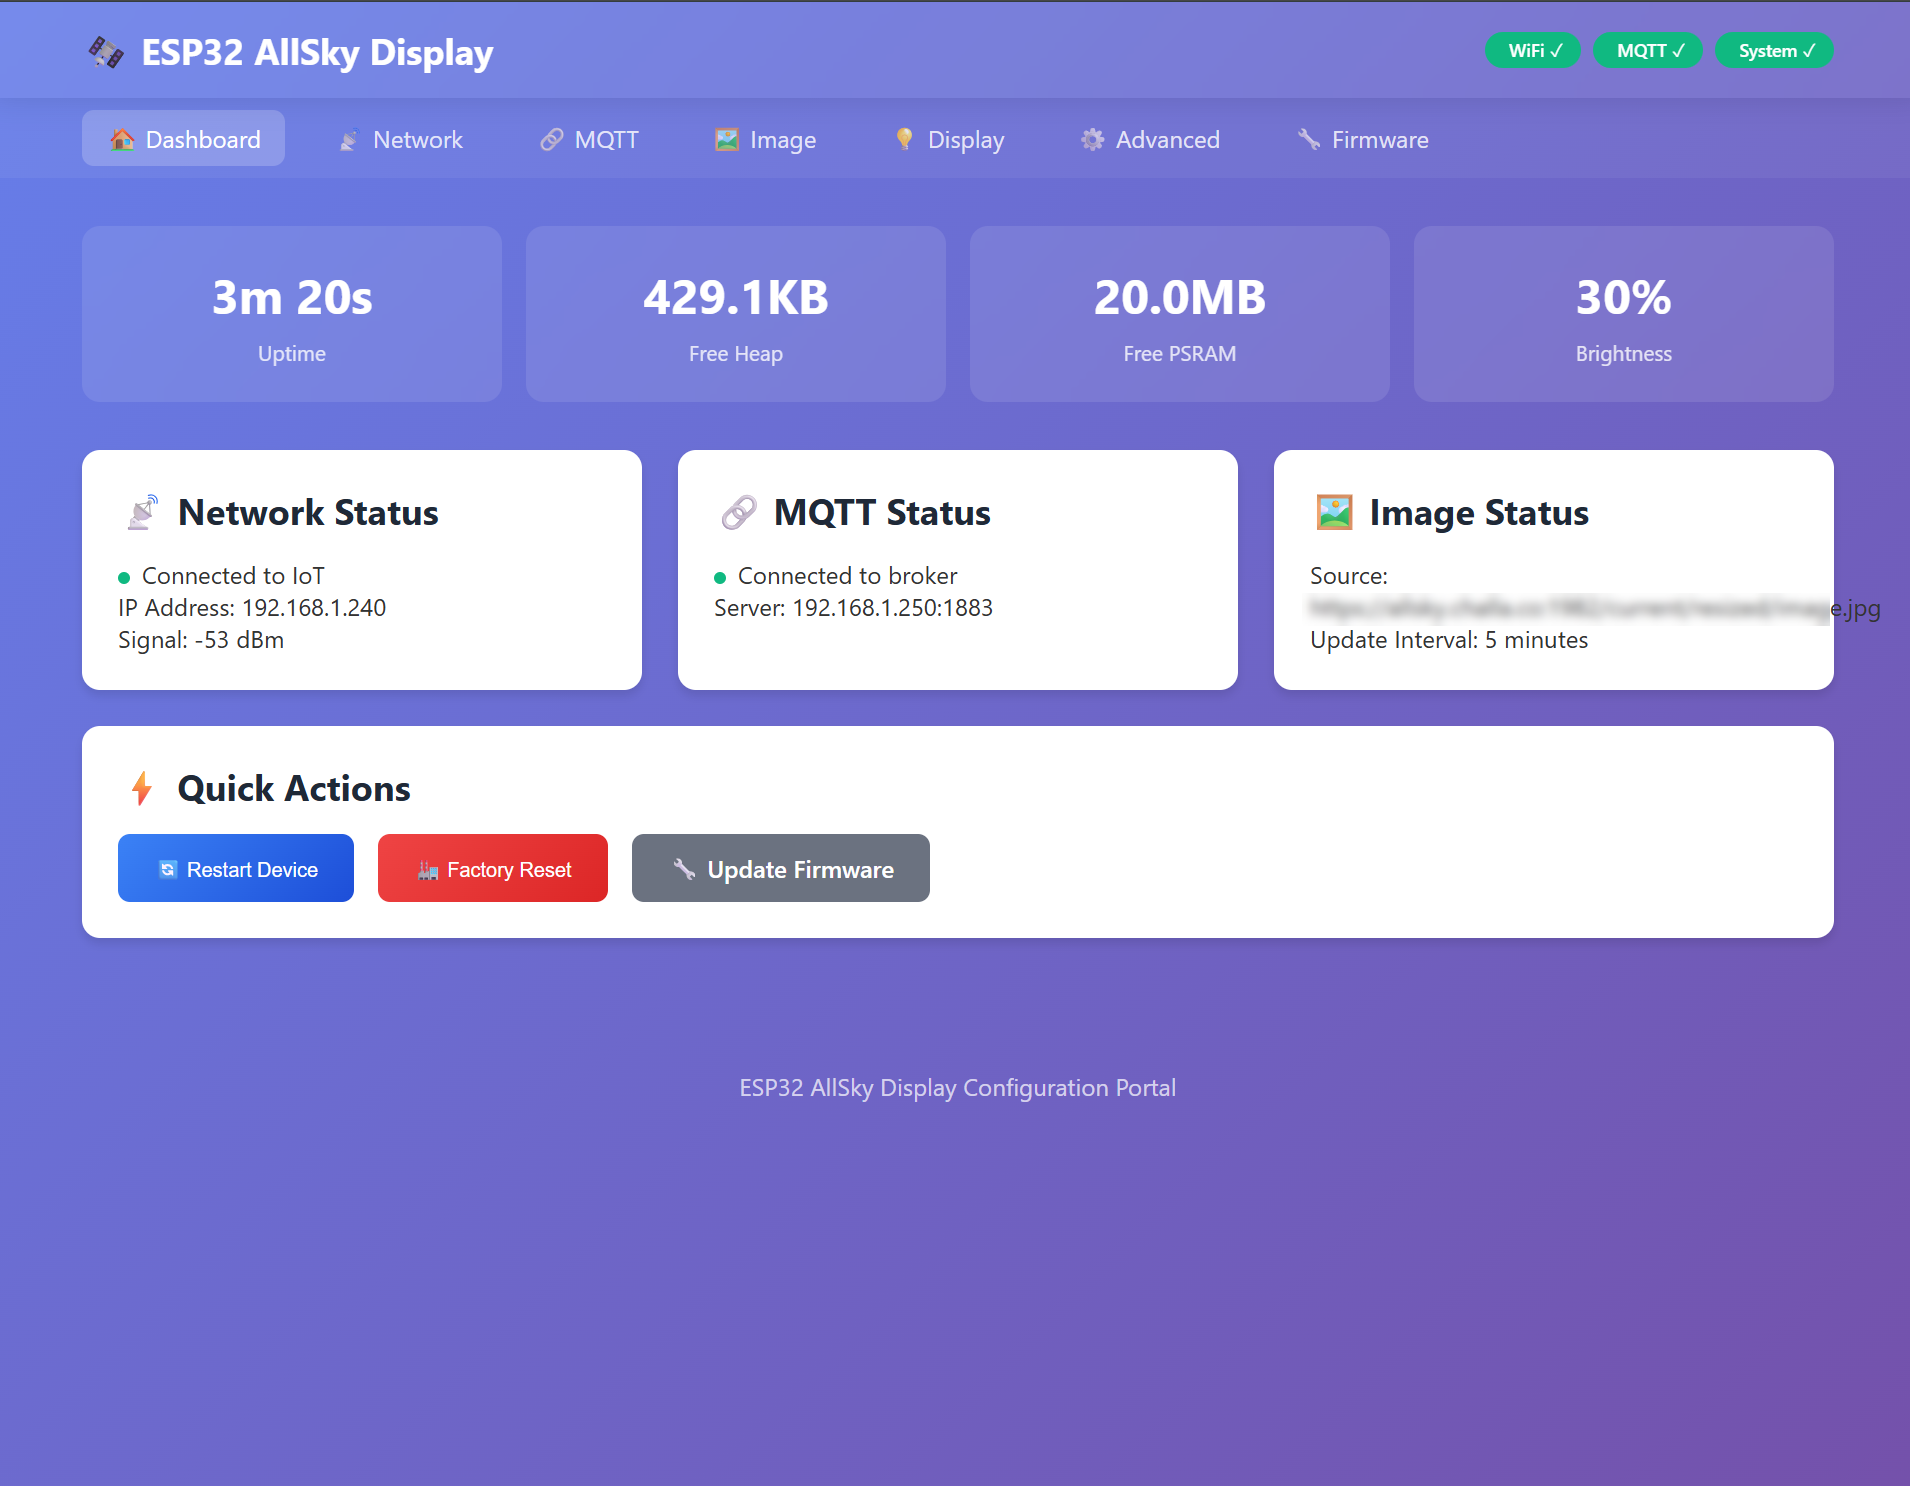 ESP32 AllSky Display
WiFi ✓
MQTT ✓
System ✓
Dashboard
Network
MQTT
Image
Display
Advanced
Firmware
3m 20s
Uptime
429.1KB
Free Heap
20.0MB
Free PSRAM
30%
Brightness
Network Status
Connected to IoT
IP Address: 192.168.1.240
Signal: -53 dBm
MQTT Status
Connected to broker
Server: 192.168.1.250:1883
Image Status
Source:
e.jpg
Update Interval: 5 minutes
Quick Actions
Restart Device
Factory Reset
Update Firmware
ESP32 AllSky Display Configuration Portal